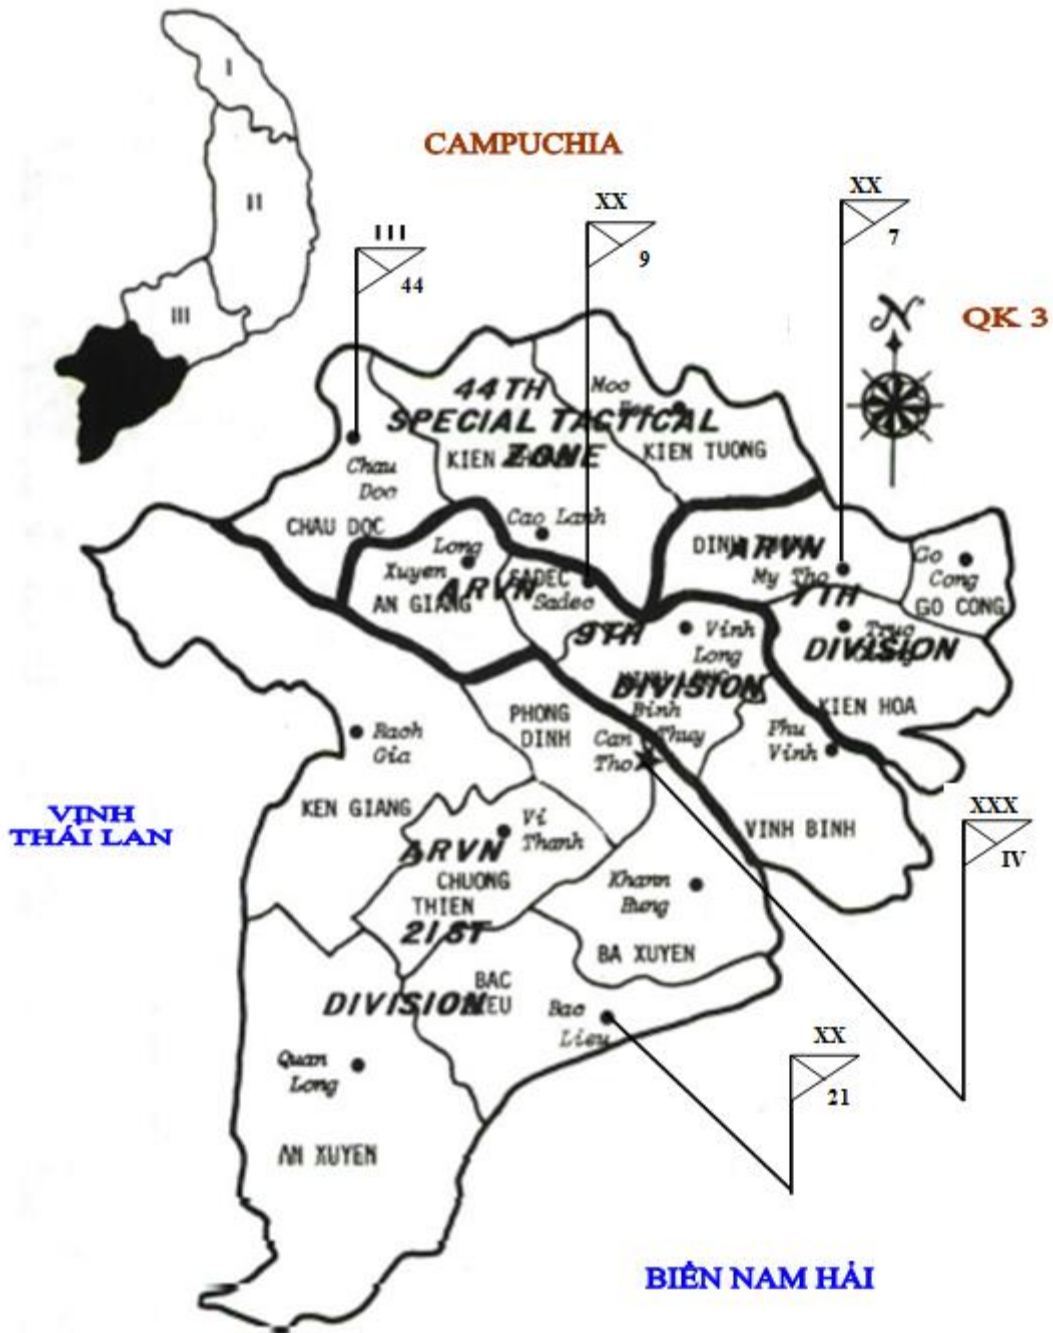 I
II
III
CAMPUCHIA
XX
7
XX
9
III
44
N
QK 3
44TH
SPECIAL TACTICAL
ZONE
Moc
KIEN
KIEN TUONG
Chau
Doc
CHAU DOC
Cao Lanh
Long
Xuyen
AN GIANG
ARVN
SADEC
Sadec
9TH
DIVISION
Vinh
Long
DINH
ARVN
My Tho
7TH
DIVISION
Truc
KIEN HOA
Go
Cong
GO CONG
Phu
Vinh
VINH BINH
PHONG
DINH
Binh
Thuy
Can
Tho
Rach
Gia
KEN GIANG
VỊNH
THÁI LAN
Vi
Thanh
ARVN
CHUONG
THIEN
21ST
DIVISION
Khann
Hung
BA XUYEN
BAC
Bac
Lieu
Quan
Long
AN XUYEN
XXX
IV
XX
21
BIÊN NAM HẢI